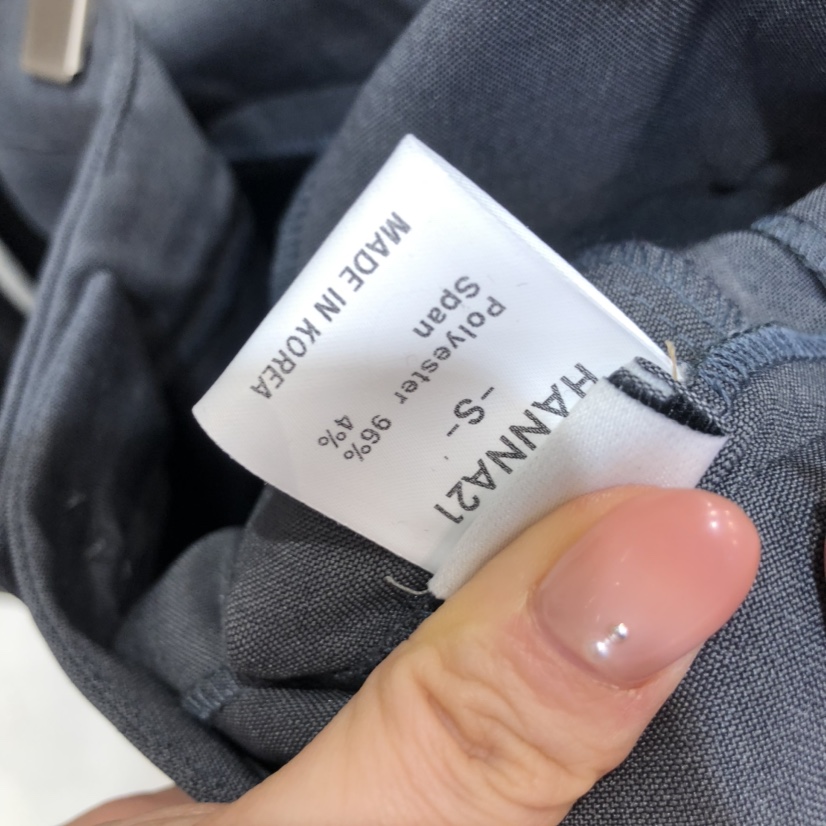 HANNA21
-S-
Polyester 96%
Span 4%
MADE IN KOREA